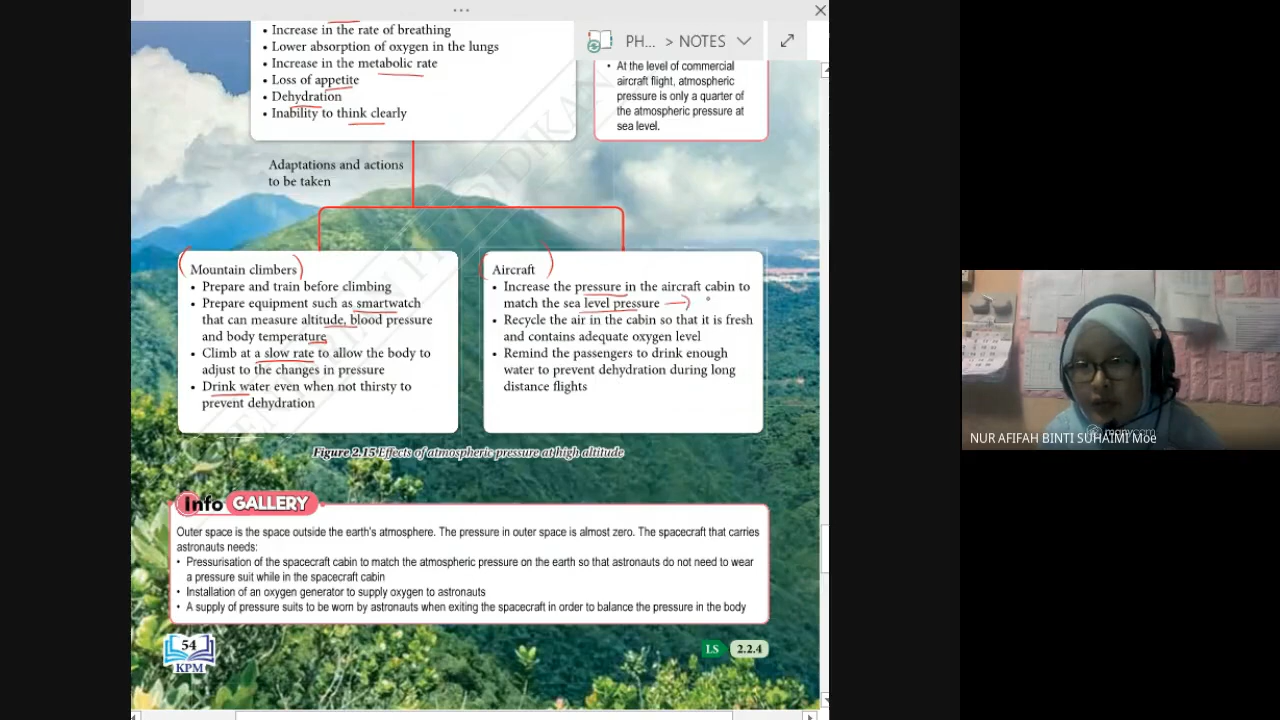 • Increase in the rate of breathing
• Lower absorption of oxygen in the lungs
• Increase in the metabolic rate
• Loss of appetite
• Dehydration
• Inability to think clearly
PH... > NOTES
• At the level of commercial
aircraft flight, atmospheric
pressure is only a quarter of
the atmospheric pressure at
sea level.
Adaptations and actions
to be taken
Mountain climbers
• Prepare and train before climbing
• Prepare equipment such as smartwatch
that can measure altitude, blood pressure
and body temperature
• Climb at a slow rate to allow the body to
adjust to the changes in pressure
• Drink water even when not thirsty to
prevent dehydration
Aircraft
• Increase the pressure in the aircraft cabin to
match the sea level pressure
• Recycle the air in the cabin so that it is fresh
and contains adequate oxygen level
• Remind the passengers to drink enough
water to prevent dehydration during long
distance flights
Figure 2.15 Effects of atmospheric pressure at high altitude
Info GALLERY
Outer space is the space outside the earth's atmosphere. The pressure in outer space is almost zero. The spacecraft that carries
astronauts needs:
• Pressurisation of the spacecraft cabin to match the atmospheric pressure on the earth so that astronauts do not need to wear
a pressure suit while in the spacecraft cabin
• Installation of an oxygen generator to supply oxygen to astronauts
• A supply of pressure suits to be worn by astronauts when exiting the spacecraft in order to balance the pressure in the body
54
KPM
LS 2.2.4
NUR AFIFAH BINTI SUHAIMI Moe